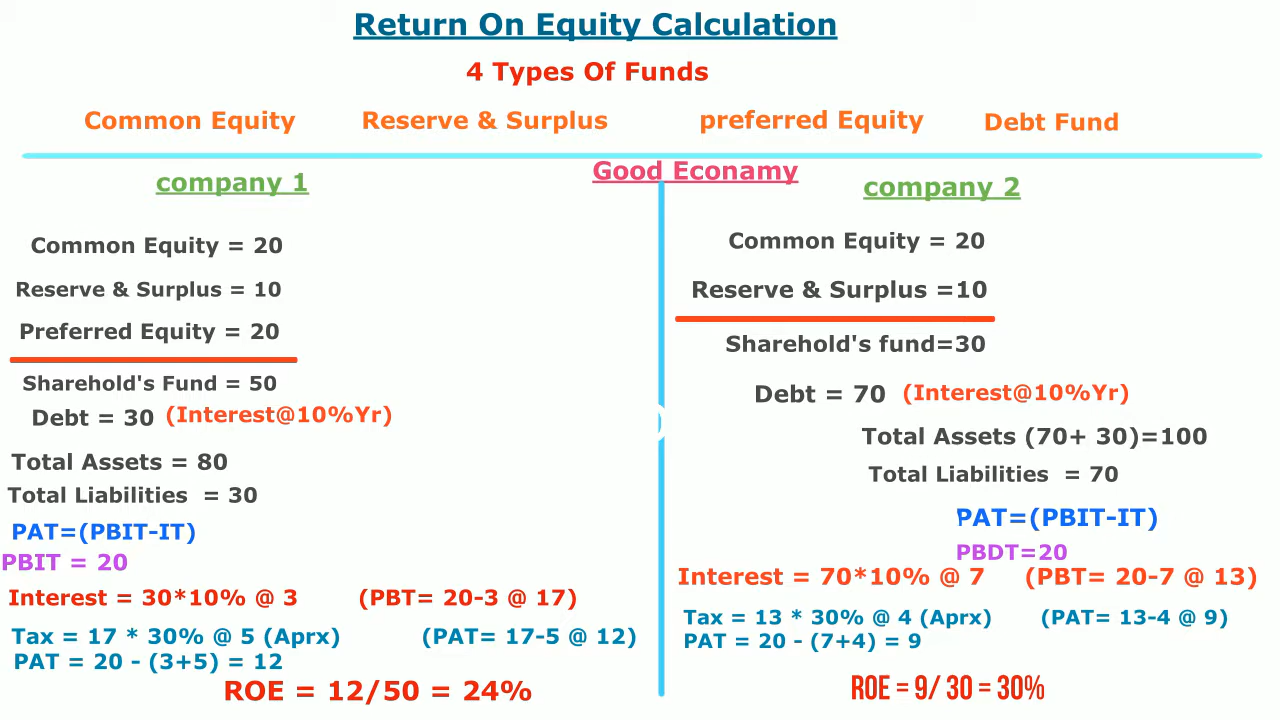 Return On Equity Calculation
4 Types Of Funds
Common Equity
Reserve & Surplus
preferred Equity
Debt Fund
Good Economy
company 1
Common Equity = 20
Reserve & Surplus = 10
Preferred Equity = 20
Sharehold's Fund = 50
Debt = 30 (Interest@10%Yr)
Total Assets = 80
Total Liabilities = 30
PAT=(PBIT-IT)
PBIT = 20
Interest = 30*10% @ 3 (PBT= 20-3 @ 17)
Tax = 17 * 30% @ 5 (Aprx) (PAT= 17-5 @ 12)
PAT = 20 - (3+5) = 12
ROE = 12/50 = 24%
company 2
Common Equity = 20
Reserve & Surplus =10
Sharehold's fund=30
Debt = 70 (Interest@10%Yr)
Total Assets (70+ 30)=100
Total Liabilities = 70
PAT=(PBIT-IT)
PBDT=20
Interest = 70*10% @ 7 (PBT= 20-7 @ 13)
Tax = 13 * 30% @ 4 (Aprx) (PAT= 13-4 @ 9)
PAT = 20 - (7+4) = 9
ROE = 9/ 30 = 30%